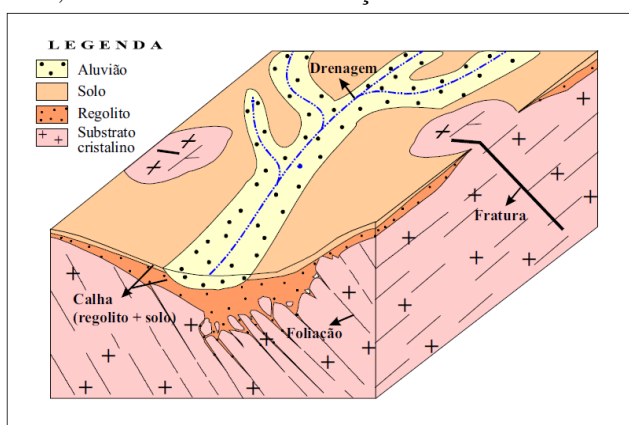 LEGENDA
Aluvião
Solo
Regolito
Substrato
cristalino
Drenagem
Fratura
Calha
(regolito + solo)
Foliação